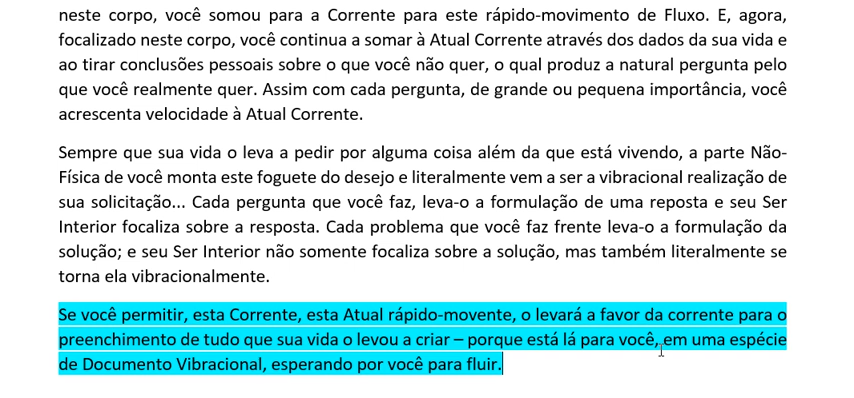 neste corpo, você somou para a Corrente para este rápido-movimento de Fluxo. E, agora,
focalizado neste corpo, você continua a somar à Atual Corrente através dos dados da sua vida e
ao tirar conclusões pessoais sobre o que você não quer, o qual produz a natural pergunta pelo
que você realmente quer. Assim com cada pergunta, de grande ou pequena importância, você
acrescenta velocidade à Atual Corrente.
Sempre que sua vida o leva a pedir por alguma coisa além da que está vivendo, a parte Não-
Física de você monta este foguete do desejo e literalmente vem a ser a vibracional realização de
sua solicitação... Cada pergunta que você faz, leva-o a formulação de uma reposta e seu Ser
Interior focaliza sobre a resposta. Cada problema que você faz frente leva-o a formulação da
solução; e seu Ser Interior não somente focaliza sobre a solução, mas também literalmente se
torna ela vibracionalmente.
Se você permitir, esta Corrente, esta Atual rápido-movente, o levará a favor da corrente para o
preenchimento de tudo que sua vida o levou a criar – porque está lá para você, em uma espécie
de Documento Vibracional, esperando por você para fluir.